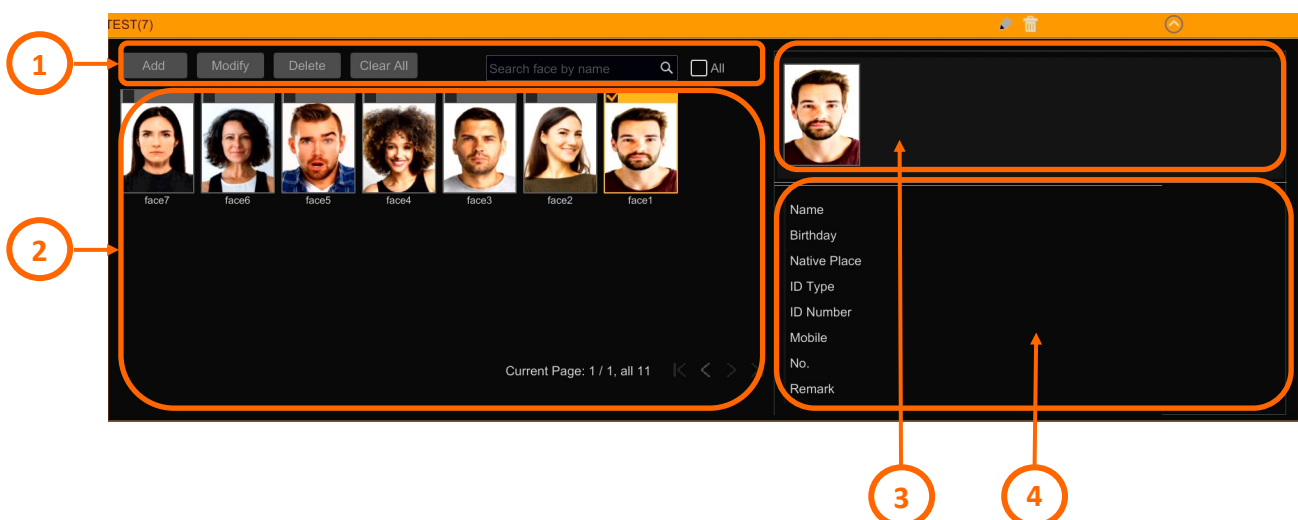 TEST(7)
1
Add Modify Delete Clear All Search face by name All
face7 face6 face5 face4 face3 face2 face1
2
Current Page: 1 / 1, all 11
Name
Birthday
Native Place
ID Type
ID Number
Mobile
No.
Remark
3 4